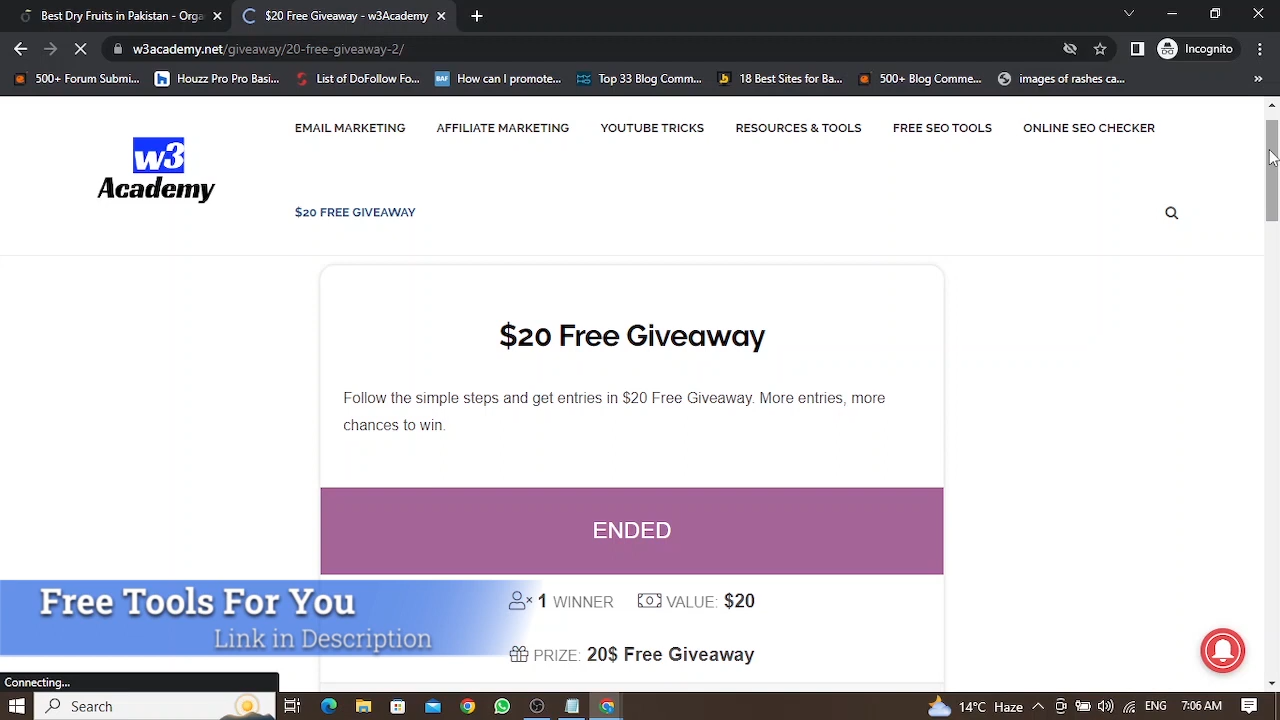 Best Dry Fruits in Pakistan - Orga
$20 Free Giveaway - w3Academy
w3academy.net/giveaway/20-free-giveaway-2/
Incognito
500+ Forum Submi...
Houzz Pro Pro Basi...
List of DoFollow Fo...
BAF How can I promote...
Top 33 Blog Comm...
18 Best Sites for Ba...
500+ Blog Comme...
images of rashes ca...
»
w3
Academy
EMAIL MARKETING
AFFILIATE MARKETING
YOUTUBE TRICKS
RESOURCES & TOOLS
FREE SEO TOOLS
ONLINE SEO CHECKER
$20 FREE GIVEAWAY
$20 Free Giveaway
Follow the simple steps and get entries in $20 Free Giveaway. More entries, more
chances to win.
ENDED
1 WINNER VALUE: $20
PRIZE: 20$ Free Giveaway
Free Tools For You
Link in Description
Connecting...
Search
14°C Haze
ENG
7:06 AM